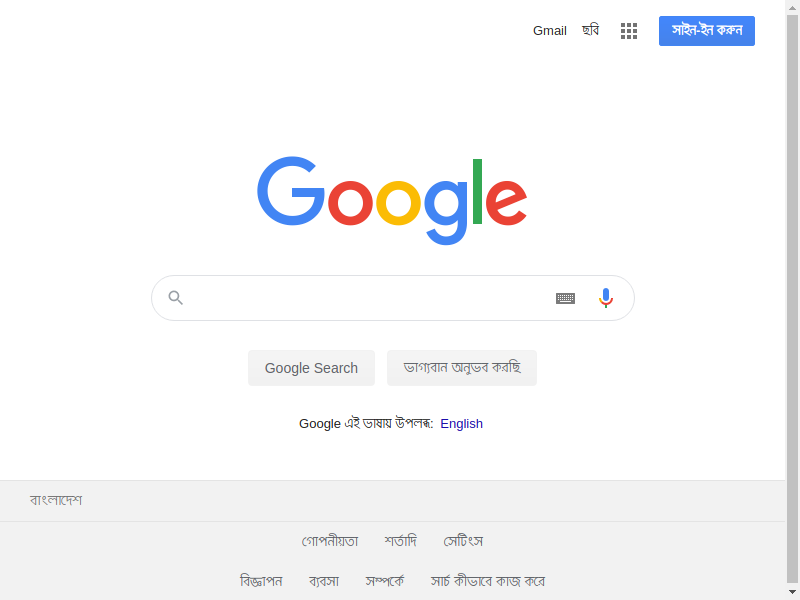 Gmail ছবি সাইন-ইন করুন
Google
Google Search ভাগ্যবান অনুভব করছি
Google এই ভাষায় উপলব্ধ: English
বাংলাদেশ
গোপনীয়তা শর্তাদি সেটিংস
বিজ্ঞাপন ব্যবসা সম্পর্কে সার্চ কীভাবে কাজ করে